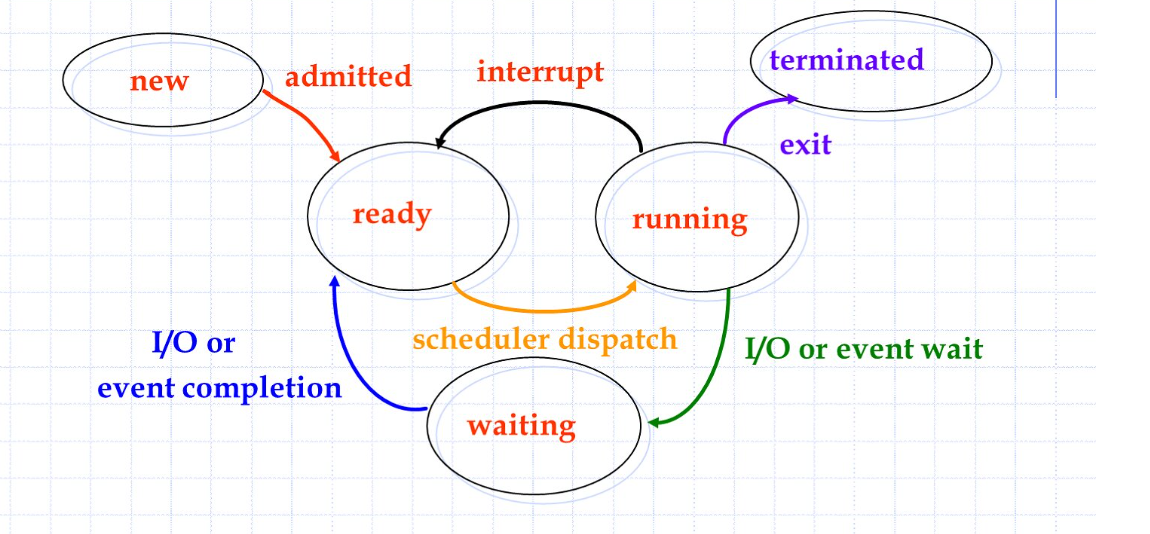 new
admitted
interrupt
terminated
exit
ready
running
scheduler dispatch
I/O or
event completion
I/O or event wait
waiting